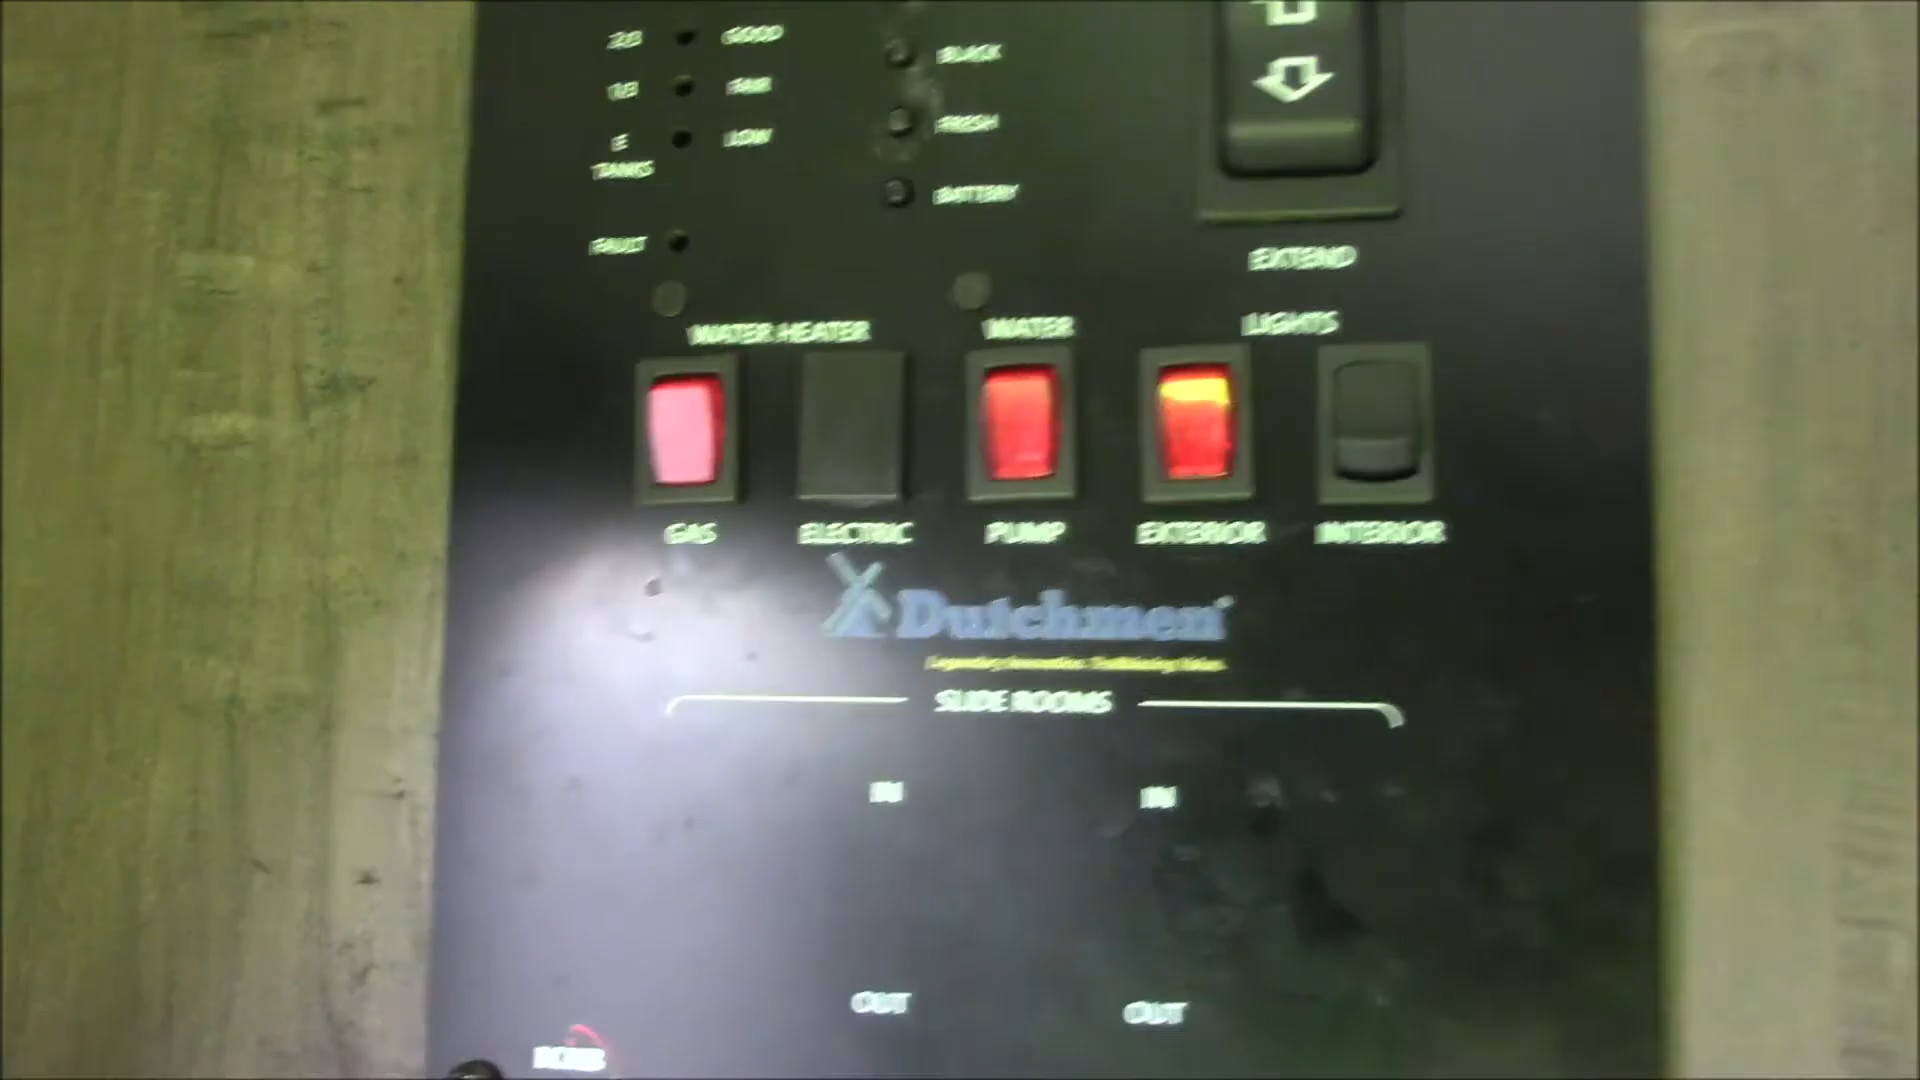 2/3 GOOD
BLACK
1/3 FAIR
FRESH
E LOW
TANKS
BATTERY
FAULT
EXTEND
WATER HEATER WATER LIGHTS
GAS ELECTRIC PUMP EXTERIOR INTERIOR
Dutchmen
SLIDE ROOMS
IN IN
OUT OUT